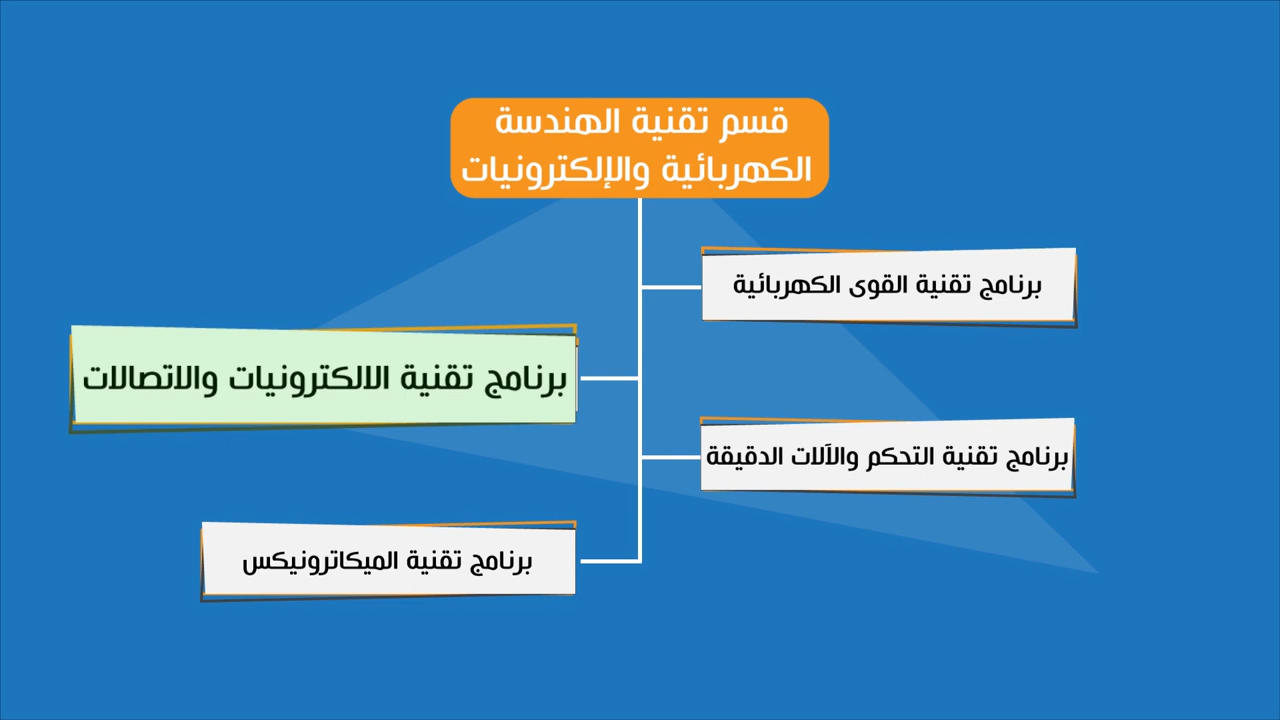 قسم تقنية الهندسة
الكهربائية والإلكترونيات
برنامج تقنية القوى الكهربائية
برنامج تقنية الالكترونيات والاتصالات
برنامج تقنية التحكم والآلات الدقيقة
برنامج تقنية الميكاترونيكس